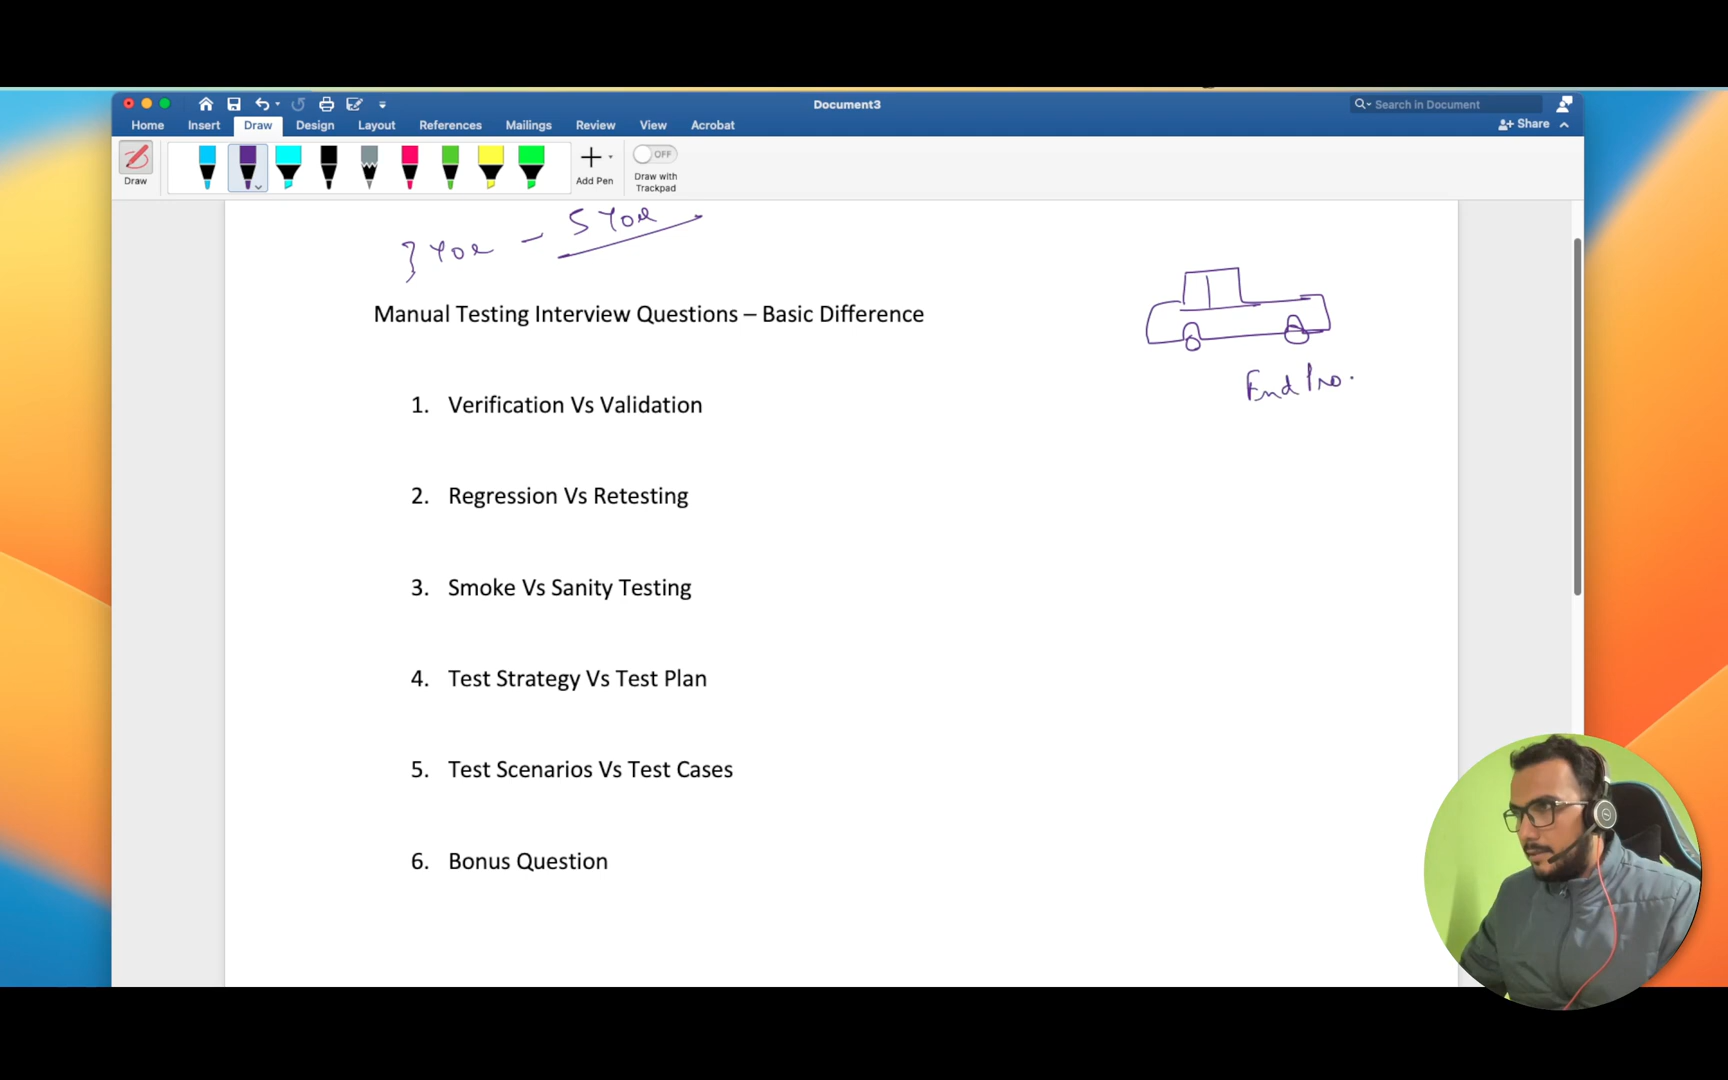 Document3
Search in Document
Home Insert Draw Design Layout References Mailings Review View Acrobat
Share
Draw
Add Pen
OFF
Draw with
Trackpad
3 YOE - 5 YOE
Manual Testing Interview Questions – Basic Difference
End Pro.
1. Verification Vs Validation
2. Regression Vs Retesting
3. Smoke Vs Sanity Testing
4. Test Strategy Vs Test Plan
5. Test Scenarios Vs Test Cases
6. Bonus Question